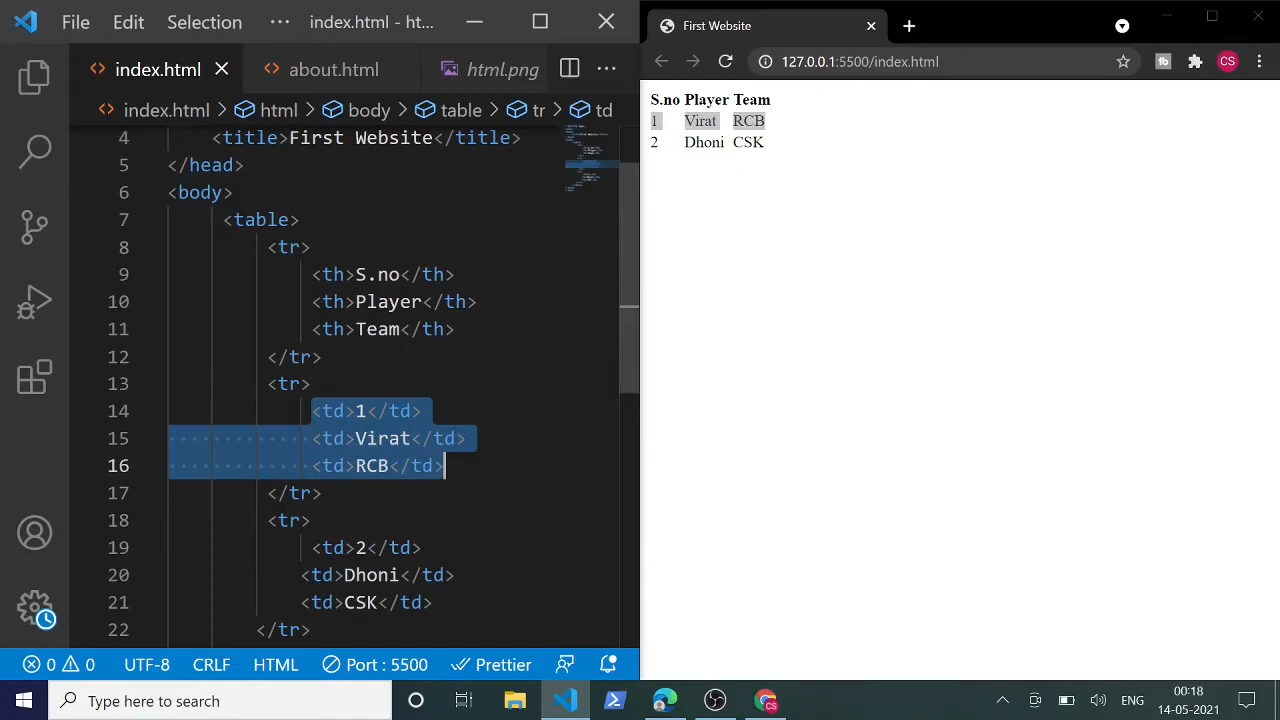 File Edit Selection ··· index.html - ht...
index.html about.html html.png ···
index.html > html > body > table > tr > td
4 <title>First Website</title>
5 </head>
6 <body>
7 <table>
8 <tr>
9 <th>S.no</th>
10 <th>Player</th>
11 <th>Team</th>
12 </tr>
13 <tr>
14 <td>1</td>
15 <td>Virat</td>
16 <td>RCB</td>
17 </tr>
18 <tr>
19 <td>2</td>
20 <td>Dhoni</td>
21 <td>CSK</td>
22 </tr>
0 0 UTF-8 CRLF HTML Port : 5500 Prettier
First Website
127.0.0.1:5500/index.html tb CS
S.no Player Team
1 Virat RCB
2 Dhoni CSK
Type here to search CS ENG 00:18
14-05-2021